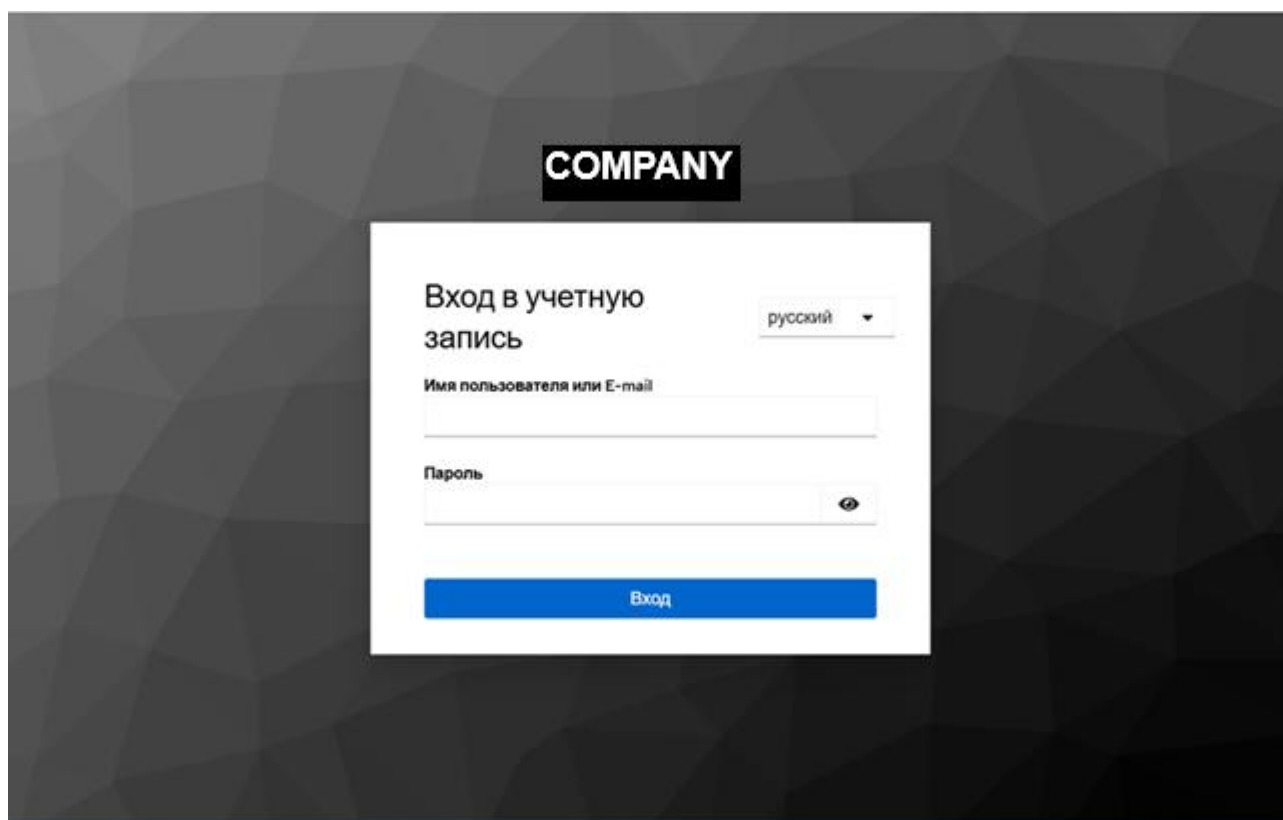 COMPANY
Вход в учетную
запись
русский
Имя пользователя или E-mail
Пароль
Вход